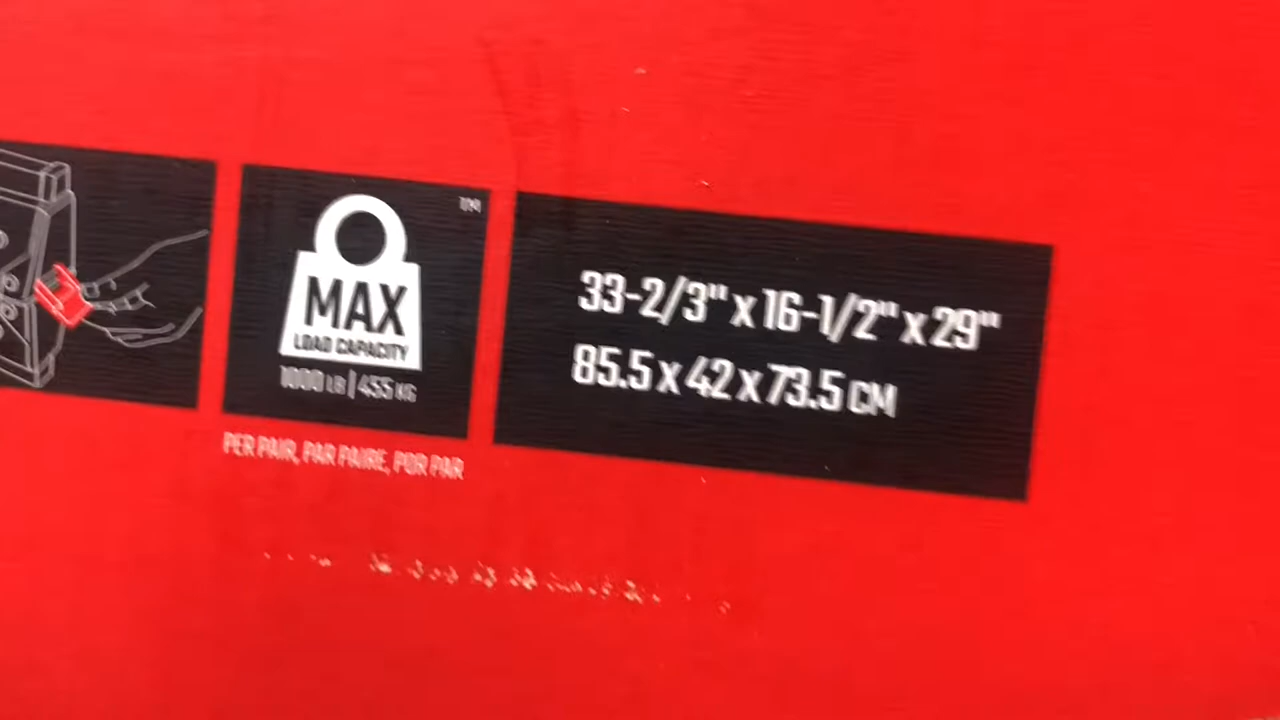 TM
MAX
LOAD CAPACITY
1000 LB | 455 KG
PER PAIR, PAR PAIRE, POR PAR
33-2/3" x 16-1/2" x 29"
85.5 x 42 x 73.5 CM